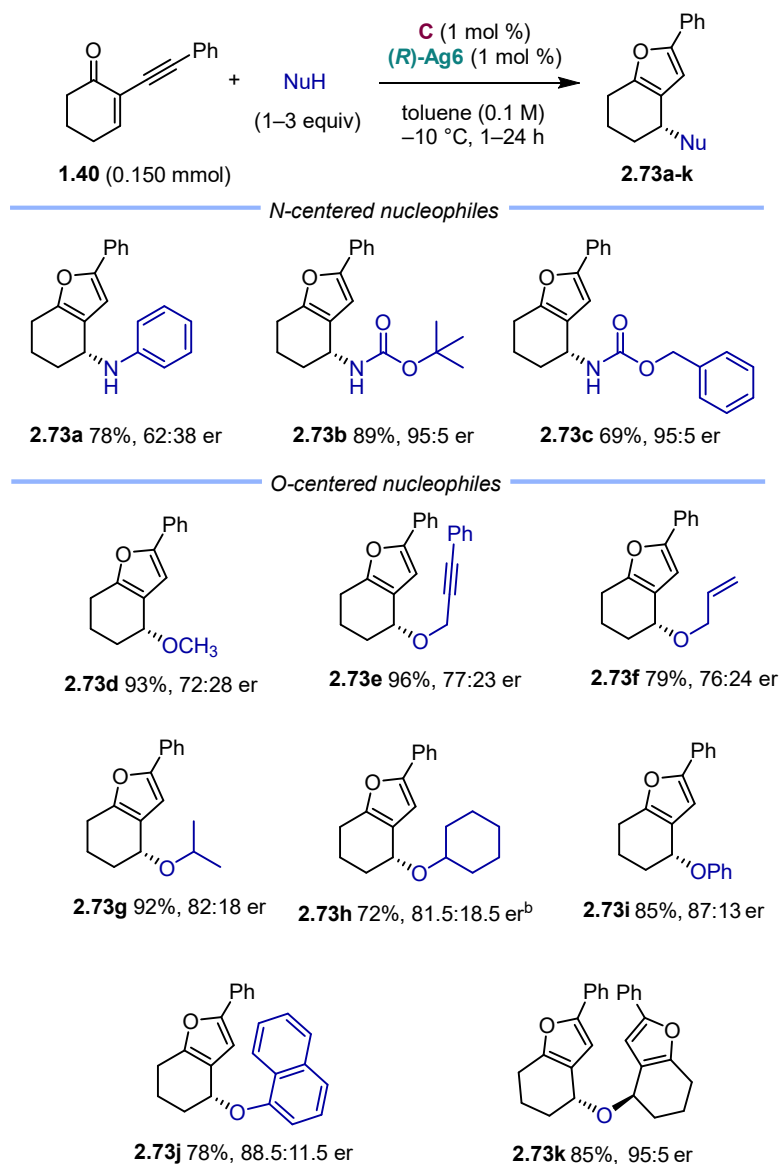 O
Ph
+
NuH
(1–3 equiv)
C (1 mol %)
(R)-Ag6 (1 mol %)
toluene (0.1 M)
–10 °C, 1–24 h
Ph
O
Nu
1.40 (0.150 mmol)
2.73a-k
N-centered nucleophiles
Ph
O
N
H
Ph
O
N
H
O
O
Ph
O
N
H
O
O
2.73a 78%, 62:38 er
2.73b 89%, 95:5 er
2.73c 69%, 95:5 er
O-centered nucleophiles
Ph
O
OCH3
Ph
O
Ph
O
Ph
O
O
2.73d 93%, 72:28 er
2.73e 96%, 77:23 er
2.73f 79%, 76:24 er
Ph
O
O
Ph
O
O
Ph
O
OPh
2.73g 92%, 82:18 er
2.73h 72%, 81.5:18.5 erb
2.73i 85%, 87:13 er
Ph
O
O
Ph
O
Ph
O
O
2.73j 78%, 88.5:11.5 er
2.73k 85%, 95:5 er